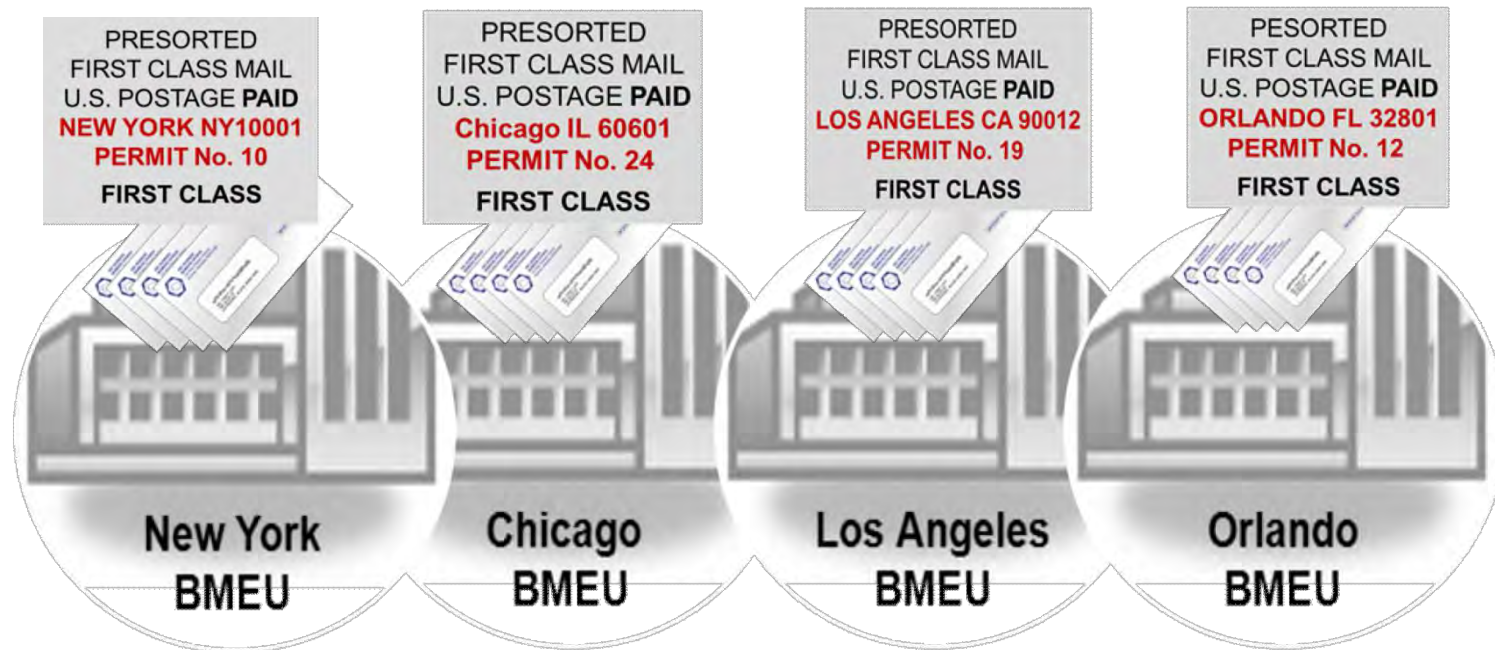 PRESORTED
FIRST CLASS MAIL
U.S. POSTAGE PAID
NEW YORK NY10001
PERMIT No. 10
FIRST CLASS
PRESORTED
FIRST CLASS MAIL
U.S. POSTAGE PAID
Chicago IL 60601
PERMIT No. 24
FIRST CLASS
PRESORTED
FIRST CLASS MAIL
U.S. POSTAGE PAID
LOS ANGELES CA 90012
PERMIT No. 19
FIRST CLASS
PESORTED
FIRST CLASS MAIL
U.S. POSTAGE PAID
ORLANDO FL 32801
PERMIT No. 12
FIRST CLASS
New York
BMEU
Chicago
BMEU
Los Angeles
BMEU
Orlando
BMEU